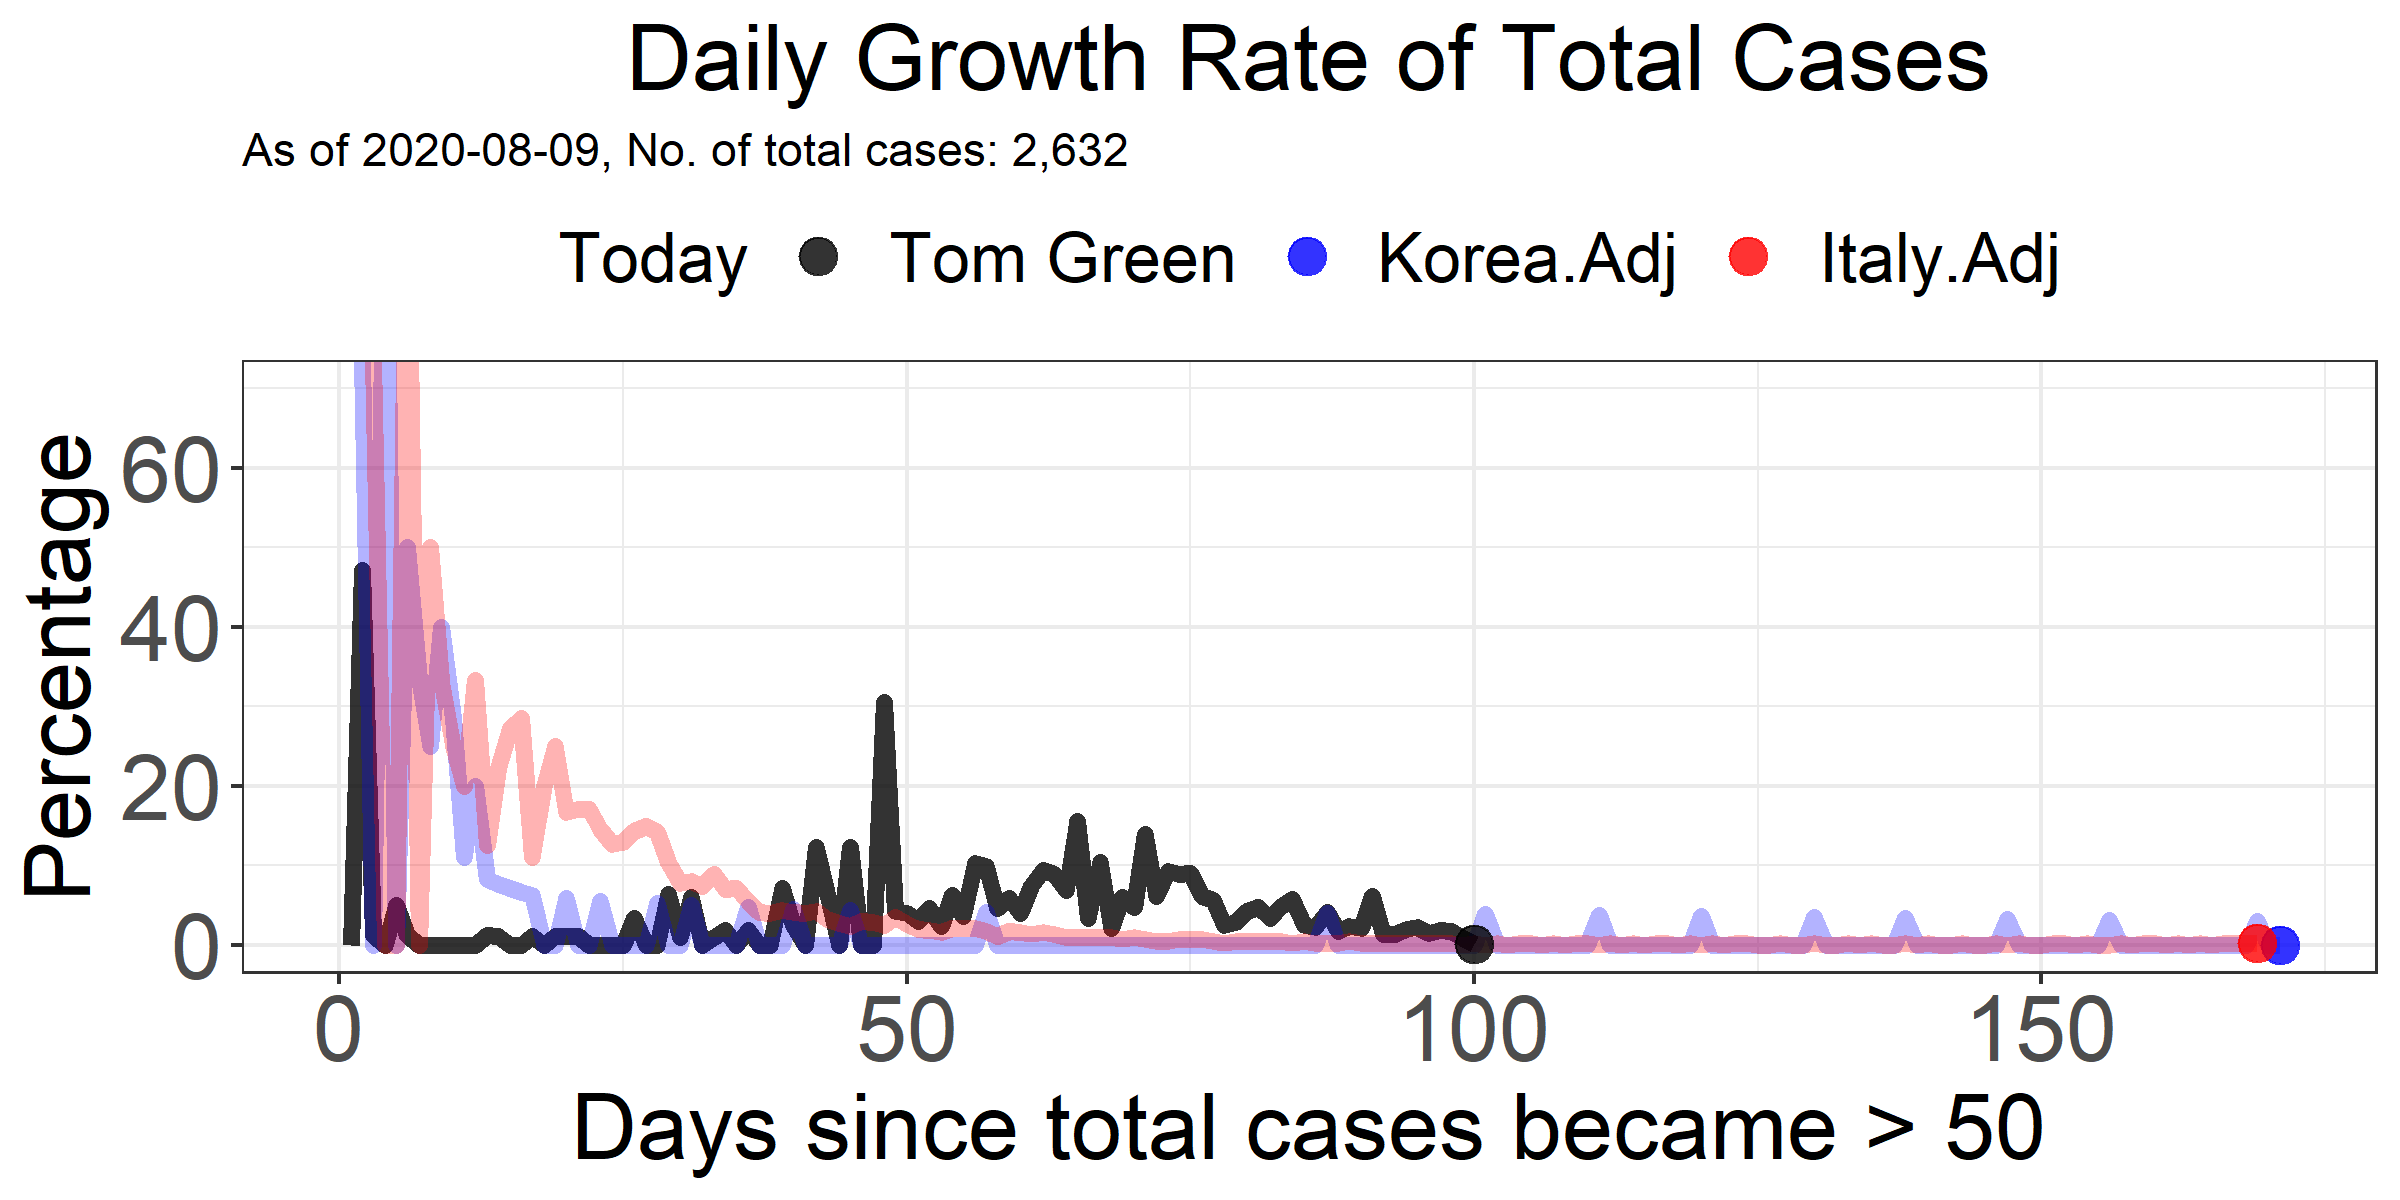 Daily Growth Rate of Total Cases
As of 2020-08-09, No. of total cases: 2,632
Today Tom Green Korea.Adj Italy.Adj
Percentage
60
40
20
0
0 50 100 150
Days since total cases became > 50